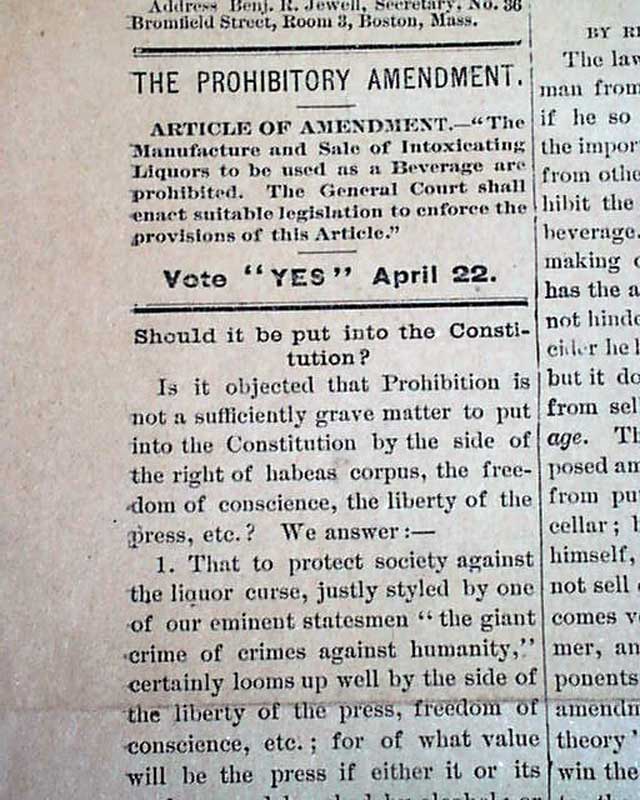 Address Benj. R. Jewell, Secretary, No. 36
Bromfield Street, Room 3, Boston, Mass.
THE PROHIBITORY AMENDMENT.
ARTICLE OF AMENDMENT.—"The
Manufacture and Sale of Intoxicating
Liquors to be used as a Beverage are
prohibited. The General Court shall
enact suitable legislation to enforce the
provisions of this Article."
Vote "YES" April 22.
Should it be put into the Consti-
tution?
Is it objected that Prohibition is
not a sufficiently grave matter to put
into the Constitution by the side of
the right of habeas corpus, the free-
dom of conscience, the liberty of the
press, etc.? We answer:—
1. That to protect society against
the liquor curse, justly styled by one
of our eminent statesmen "the giant
crime of crimes against humanity,"
certainly looms up well by the side of
the liberty of the press, freedom of
conscience, etc.; for of what value
will be the press if either it or its
BY
The law
man from
if he so
the impor
from othe
hibit the
beverage.
making
has the a
not hinde
cider he
but it do
from sel
age. Th
posed am
from pu
cellar;
himself,
not sell
comes v
mer, an
ponents
amendm
theory'
win the